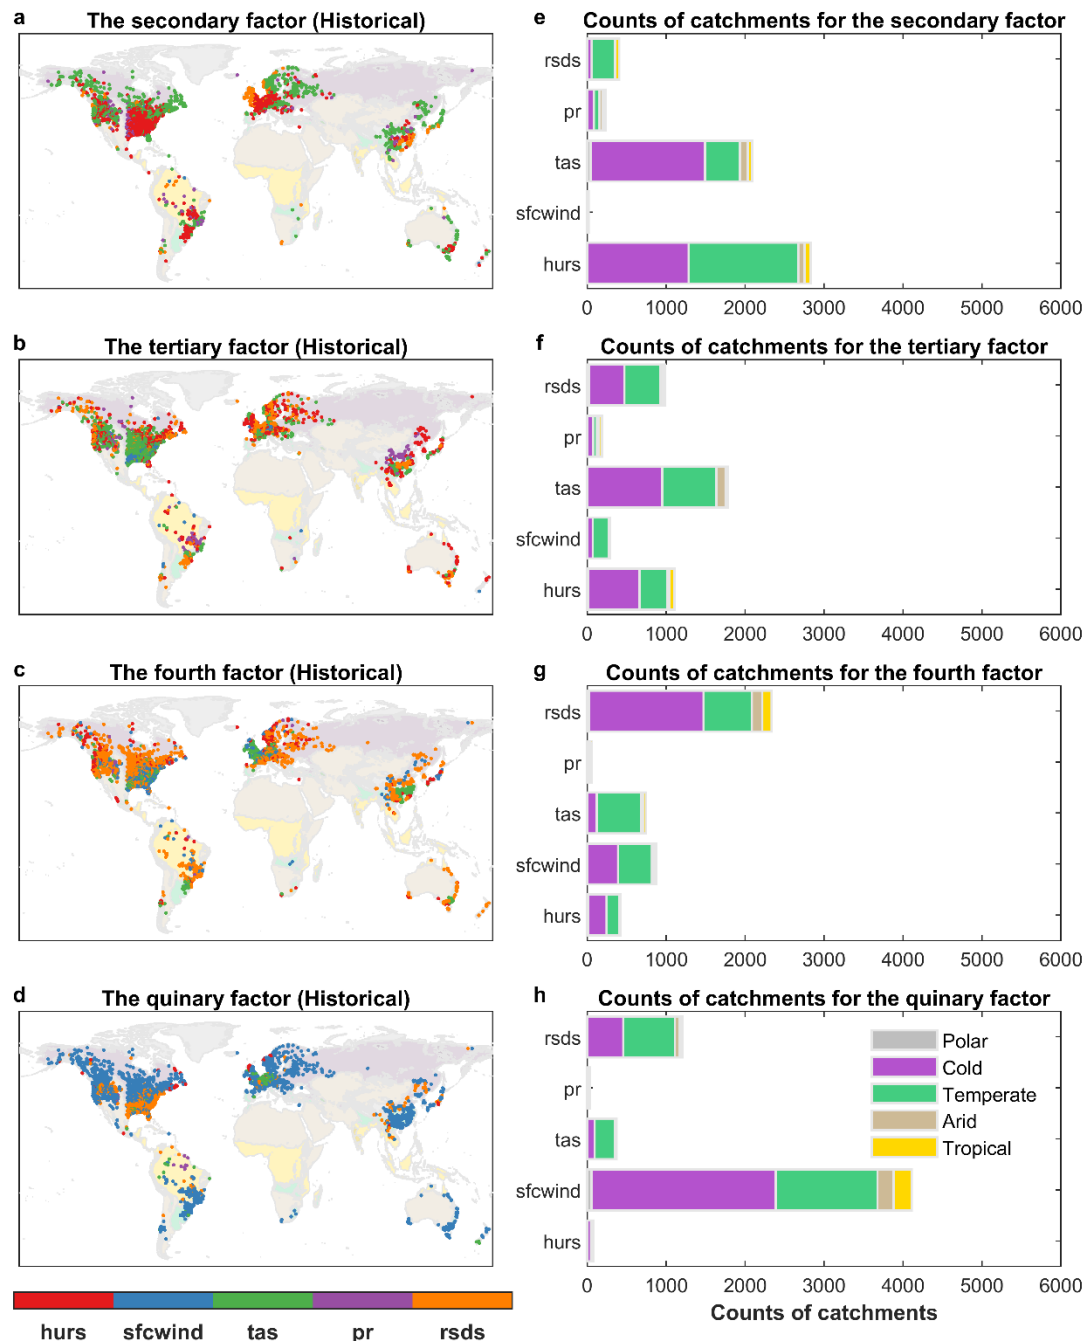 a
The secondary factor (Historical)
e
Counts of catchments for the secondary factor
rsds
pr
tas
sfcwind
hurs
0 1000 2000 3000 4000 5000 6000
b
The tertiary factor (Historical)
f
Counts of catchments for the tertiary factor
rsds
pr
tas
sfcwind
hurs
0 1000 2000 3000 4000 5000 6000
c
The fourth factor (Historical)
g
Counts of catchments for the fourth factor
rsds
pr
tas
sfcwind
hurs
0 1000 2000 3000 4000 5000 6000
d
The quinary factor (Historical)
h
Counts of catchments for the quinary factor
rsds
pr
tas
sfcwind
hurs
Polar
Cold
Temperate
Arid
Tropical
0 1000 2000 3000 4000 5000 6000
Counts of catchments
hurs sfcwind tas pr rsds